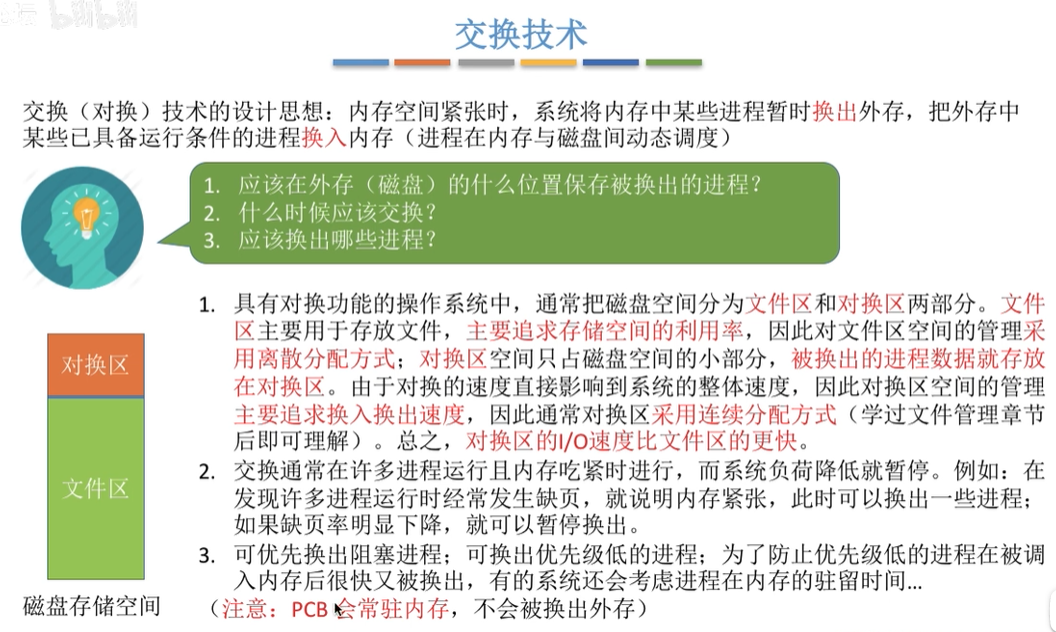 交换技术
交换（对换）技术的设计思想：内存空间紧张时，系统将内存中某些进程暂时换出外存，把外存中
某些已具备运行条件的进程换入内存（进程在内存与磁盘间动态调度）
1. 应该在外存（磁盘）的什么位置保存被换出的进程？
2. 什么时候应该交换？
3. 应该换出哪些进程？
1. 具有对换功能的操作系统中，通常把磁盘空间分为文件区和对换区两部分。文件
区主要用于存放文件，主要追求存储空间的利用率，因此对文件区空间的管理采
用离散分配方式；对换区空间只占磁盘空间的小部分，被换出的进程数据就存放
在对换区。由于对换的速度直接影响到系统的整体速度，因此对换区空间的管理
主要追求换入换出速度，因此通常对换区采用连续分配方式（学过文件管理章节
后即可理解）。总之，对换区的I/O速度比文件区的更快。
2. 交换通常在许多进程运行且内存吃紧时进行，而系统负荷降低就暂停。例如：在
发现许多进程运行时经常发生缺页，就说明内存紧张，此时可以换出一些进程；
如果缺页率明显下降，就可以暂停换出。
3. 可优先换出阻塞进程；可换出优先级低的进程；为了防止优先级低的进程在被调
入内存后很快又被换出，有的系统还会考虑进程在内存的驻留时间…
（注意：PCB 会常驻内存，不会被换出外存）
对换区
文件区
磁盘存储空间